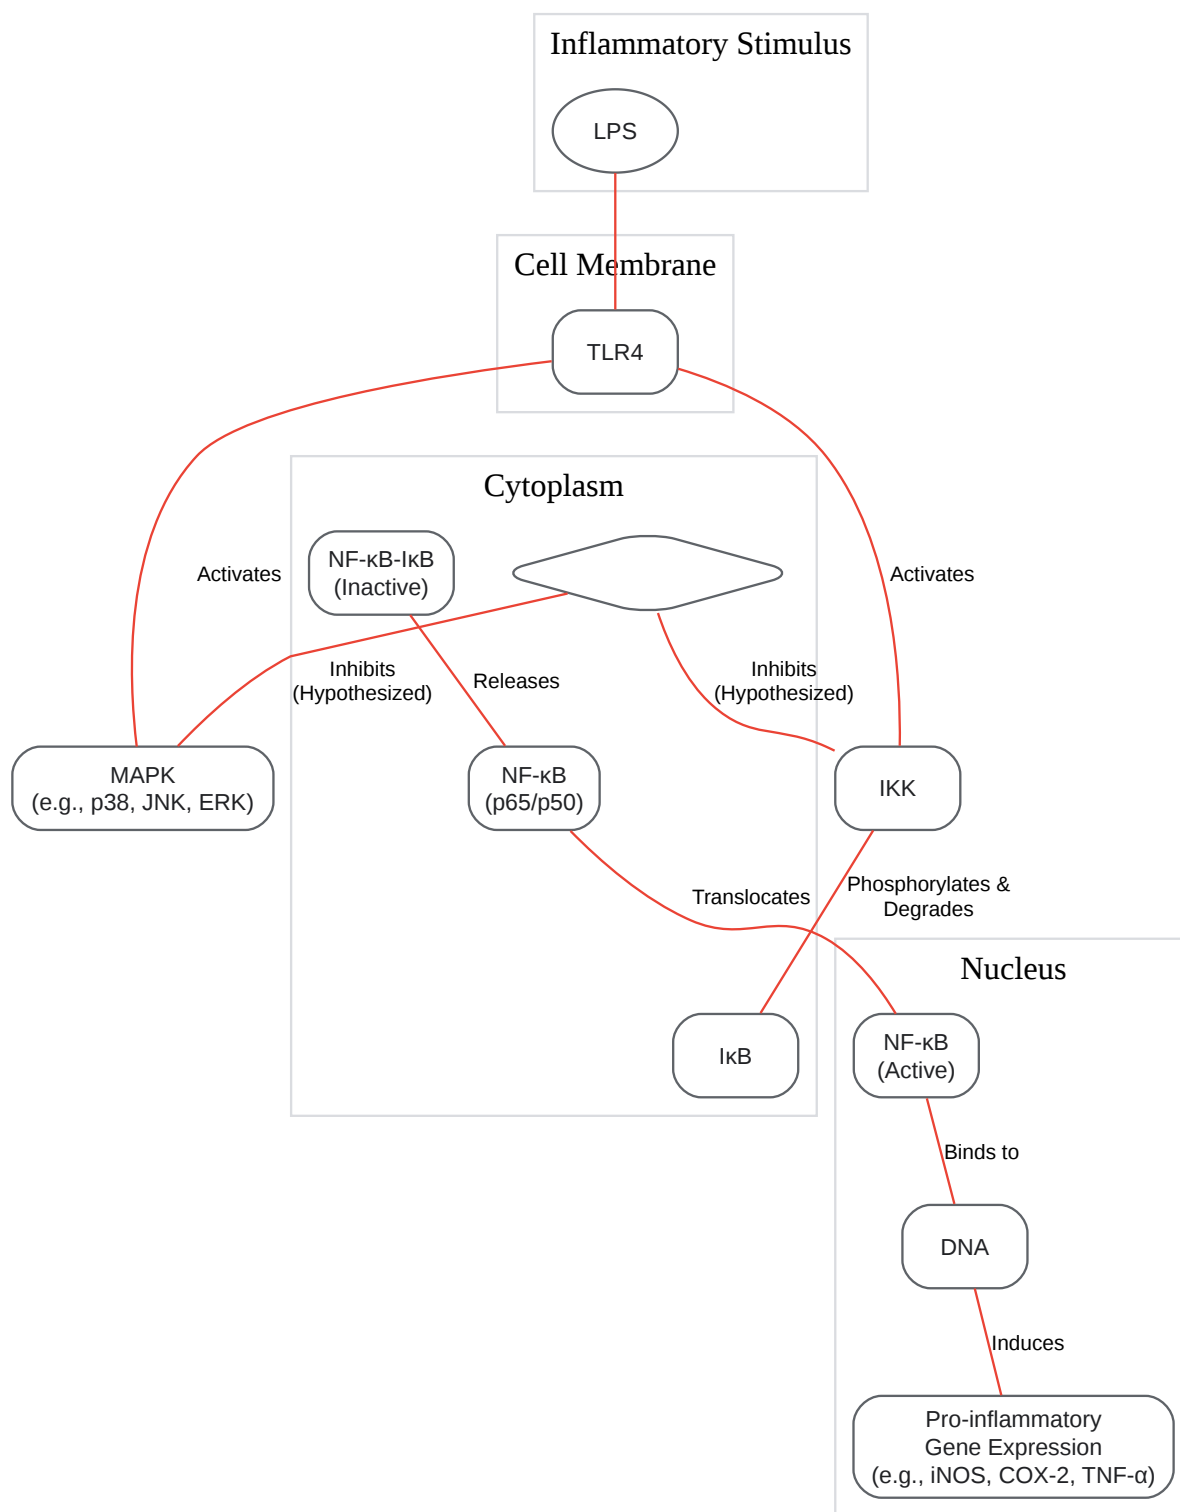 Inflammatory Stimulus
LPS
Cell Membrane
TLR4
Cytoplasm
NF-κB-IκB
(Inactive)
Activates
Activates
Inhibits
(Hypothesized)
Releases
Inhibits
(Hypothesized)
MAPK
(e.g., p38, JNK, ERK)
NF-κB
(p65/p50)
IKK
Translocates
Phosphorylates &
Degrades
Nucleus
IκB
NF-κB
(Active)
Binds to
DNA
Induces
Pro-inflammatory
Gene Expression
(e.g., iNOS, COX-2, TNF-α)